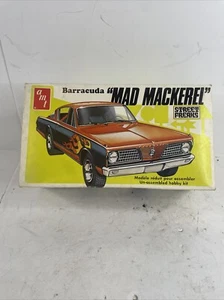 amt
Barracuda "MAD MACKEREL"
STREET FREAKS
Modèle réduit pour assembler
Un-assembled hobby kit